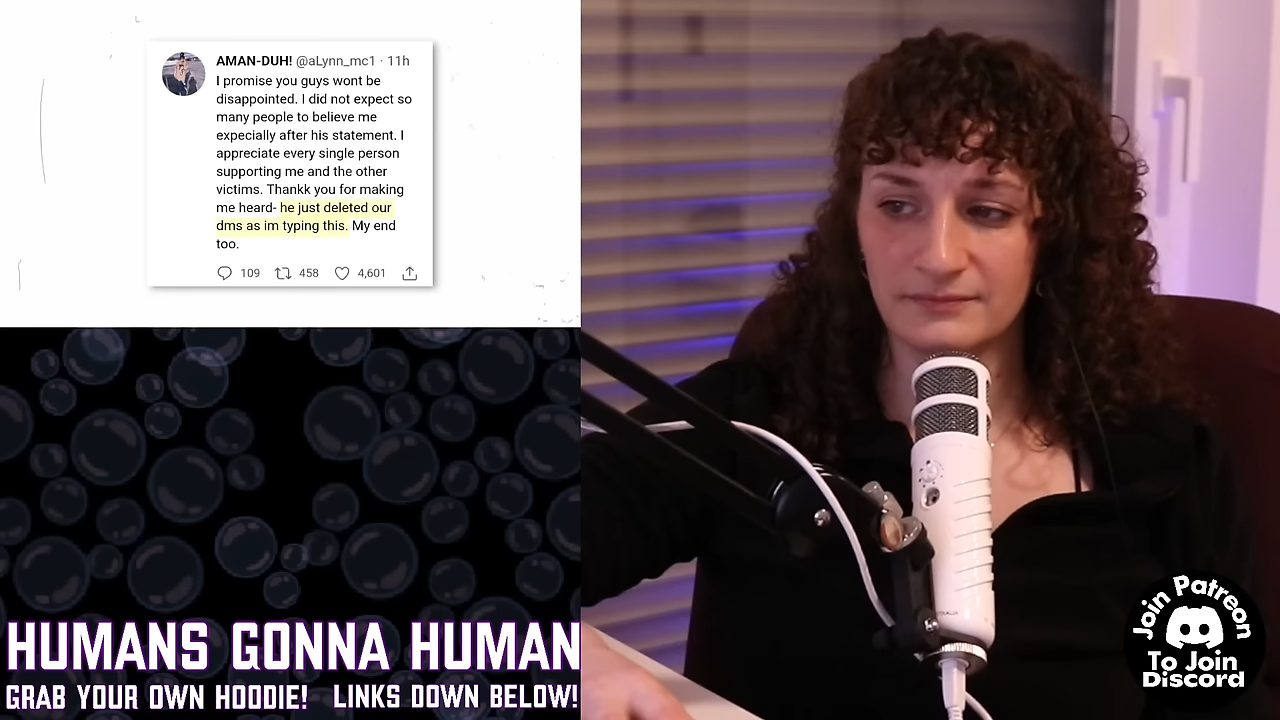 AMAN-DUH! @aLynn_mc1 · 11h
I promise you guys wont be
disappointed. I did not expect so
many people to believe me
expecially after his statement. I
appreciate every single person
supporting me and the other
victims. Thankk you for making
me heard- he just deleted our
dms as im typing this. My end
too.
109 458 4,601
HUMANS GONNA HUMAN
GRAB YOUR OWN HOODIE! LINKS DOWN BELOW!
Join Patreon
To Join
Discord